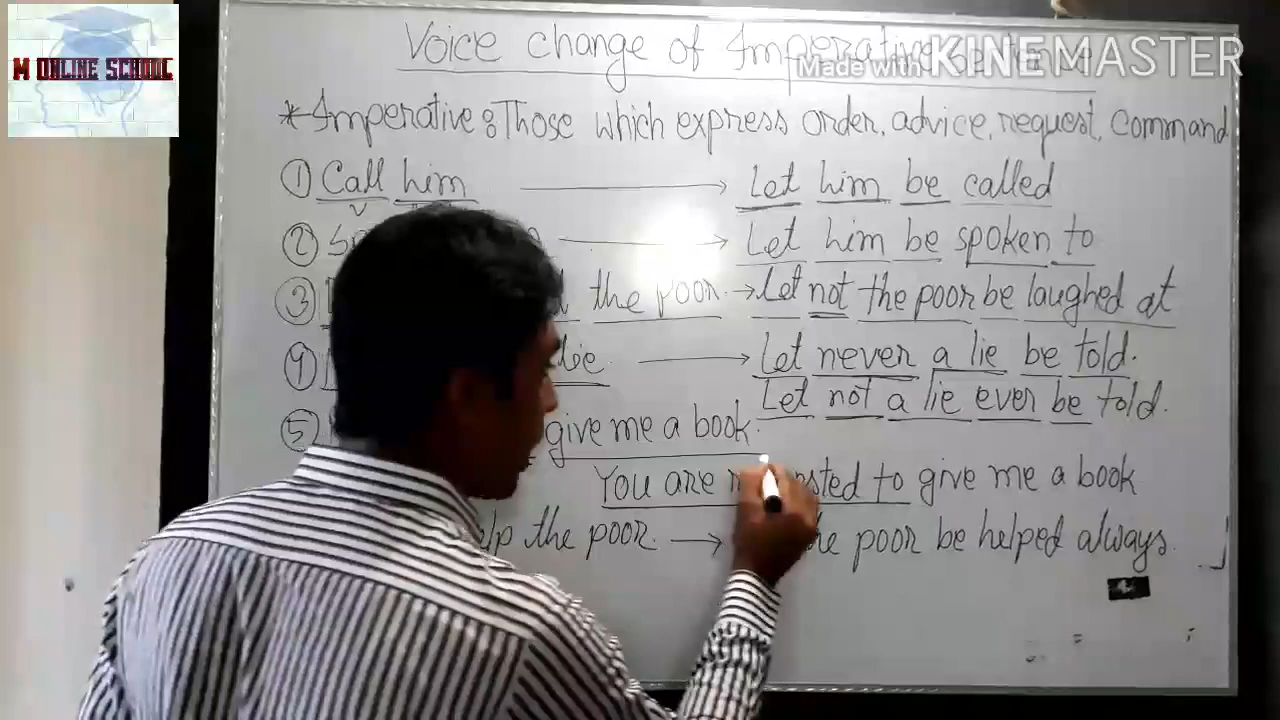 M ONLINE SCHOOL
Voice change of Imperative
Made with KINEMASTER
*Imperative: Those which express order, advice, request, command
① Call him → Let him be called
V
② → Let him be spoken to
③ the poor. → Let not the poor be laughed at
④ lie → Let never a lie be told.
Let not a lie ever be told.
⑤ give me a book.
You are to give me a book
the poor. → poor be helped always.